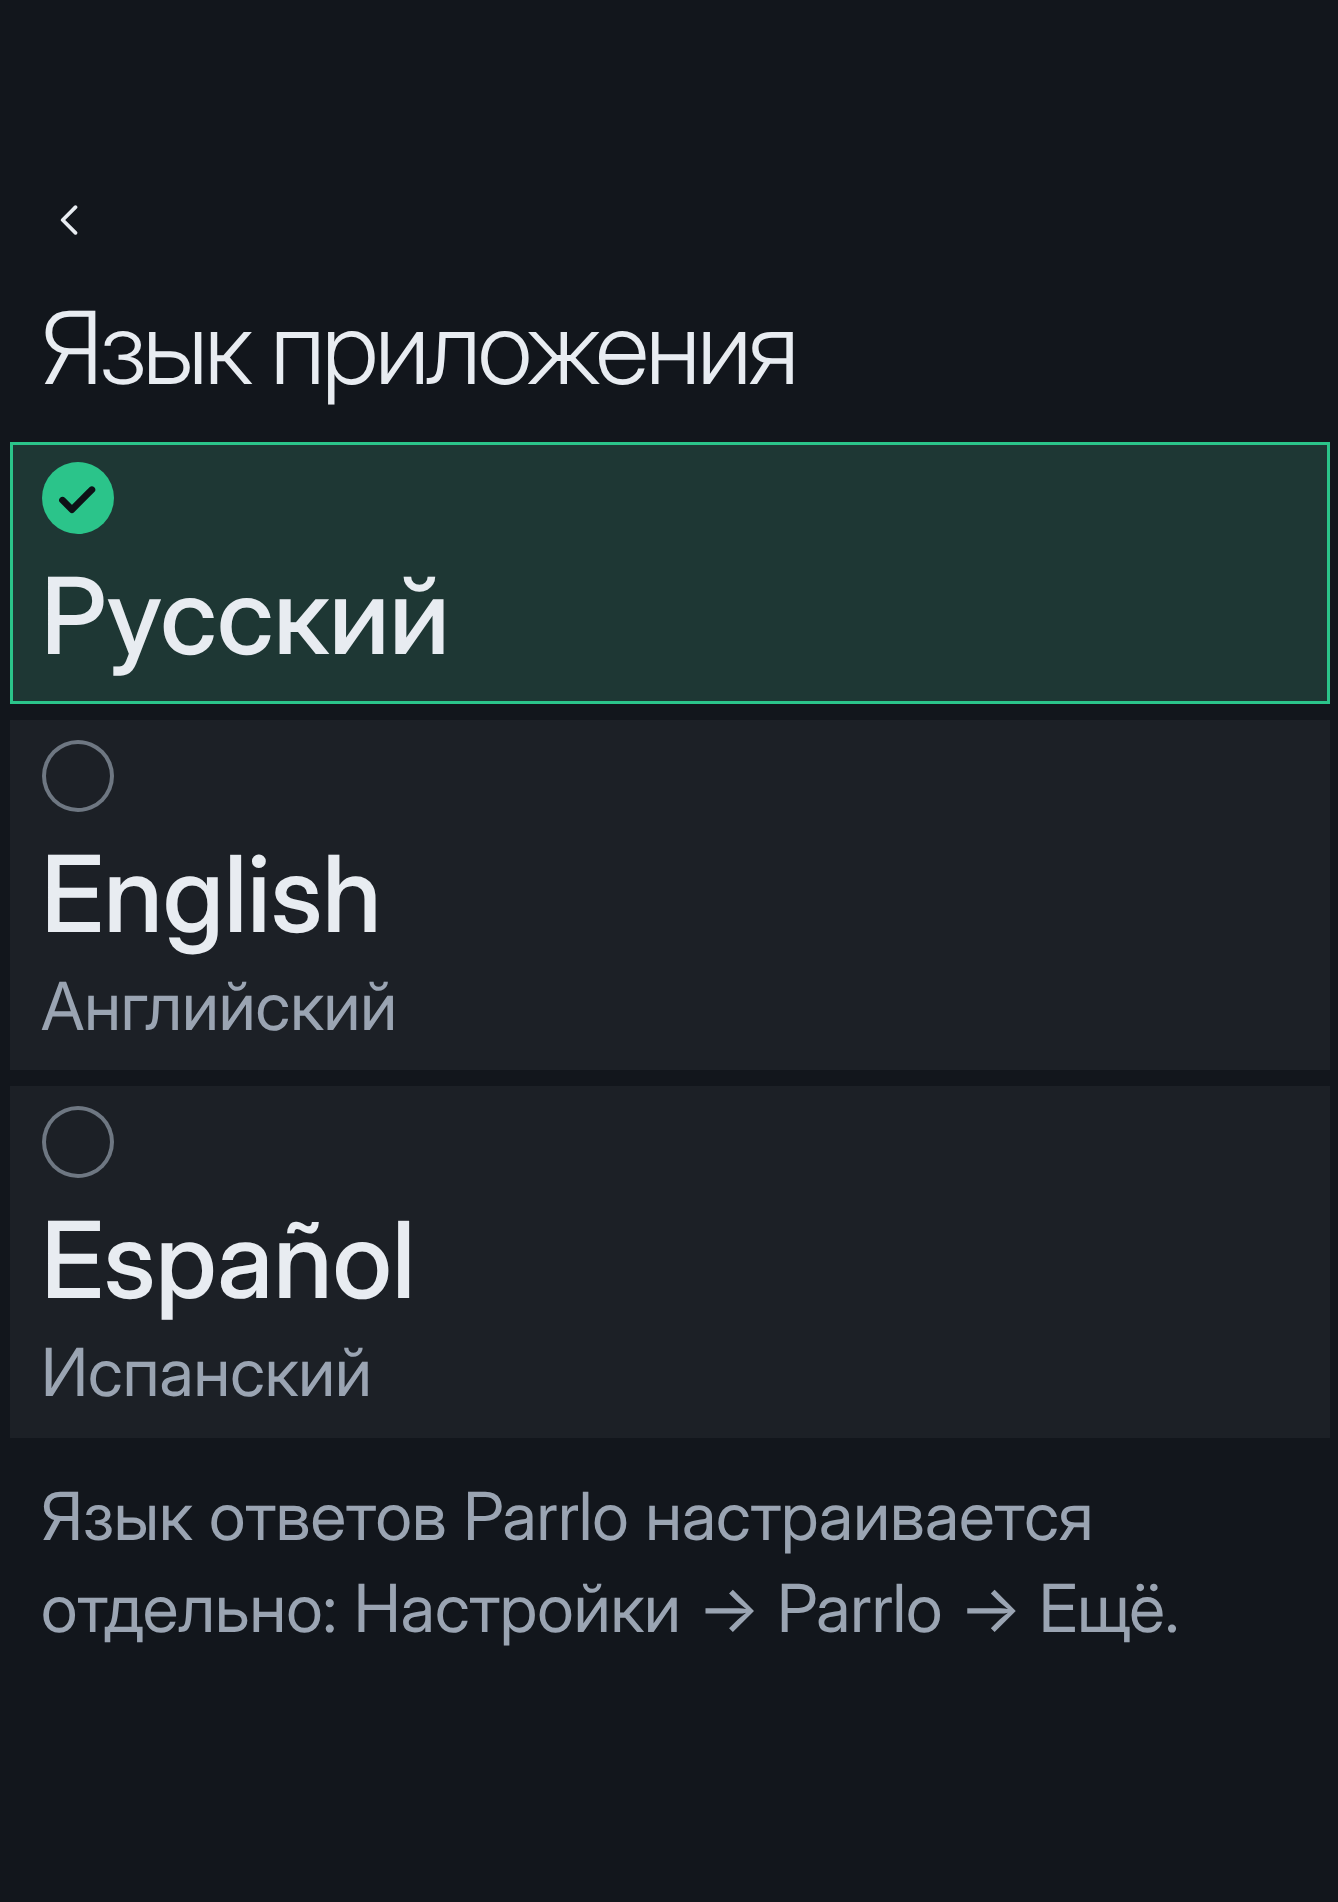 Язык приложения
Русский
English
Английский
Español
Испанский
Язык ответов Parrlo настраивается
отдельно: Настройки → Parrlo → Ещё.